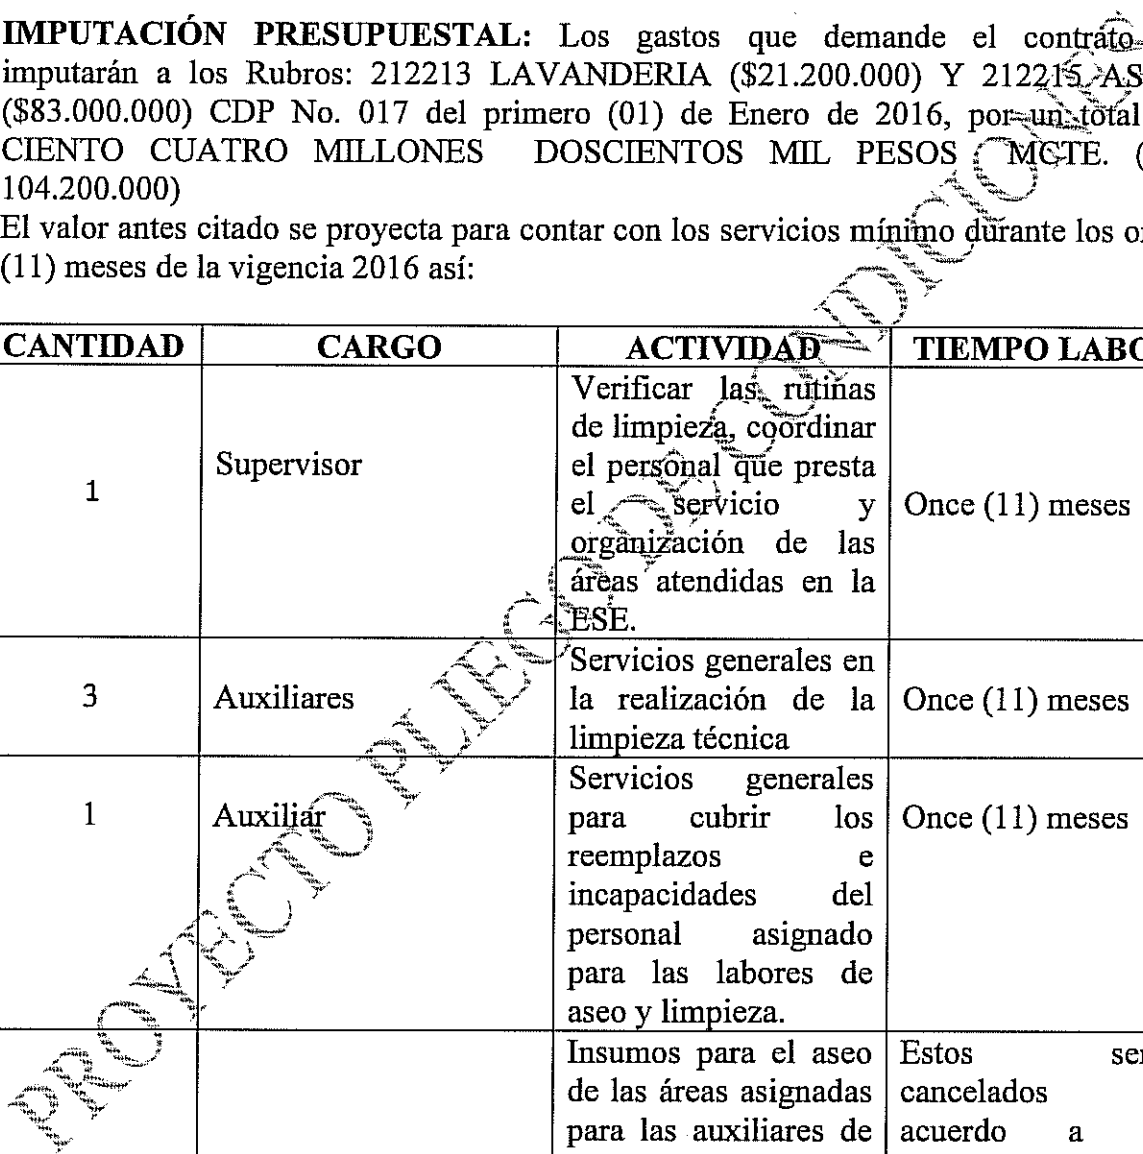 IMPUTACIÓN PRESUPUESTAL: Los gastos que demande el contrato
imputarán a los Rubros: 212213 LAVANDERIA ($21.200.000) Y 212215 AS
($83.000.000) CDP No. 017 del primero (01) de Enero de 2016, por un total
CIENTO CUATRO MILLONES DOSCIENTOS MIL PESOS MCTE. (
104.200.000)
El valor antes citado se proyecta para contar con los servicios mínimo durante los
(11) meses de la vigencia 2016 así:
CANTIDAD CARGO ACTIVIDAD TIEMPO LABO
1 Supervisor Verificar las rutinas
de limpieza, coordinar
el personal que presta
el servicio y
organización de las
áreas atendidas en la
ESE.
Once (11) meses
3 Auxiliares Servicios generales en
la realización de la
limpieza técnica
Once (11) meses
1 Auxiliar Servicios generales
para cubrir los
reemplazos e
incapacidades del
personal asignado
para las labores de
aseo y limpieza.
Once (11) meses
Insumos para el aseo
de las áreas asignadas
para las auxiliares de
Estos ser
cancelados
acuerdo a
PROYECTO PLIEGO DE CONDICIONES